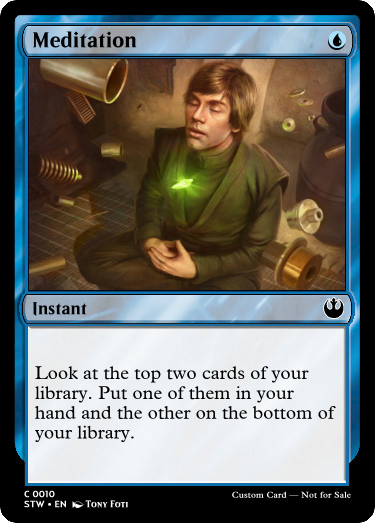 Meditation
Instant
Look at the top two cards of your
library. Put one of them in your
hand and the other on the bottom of
your library.
C 0010
STW • EN Tony Foti
Custom Card — Not for Sale